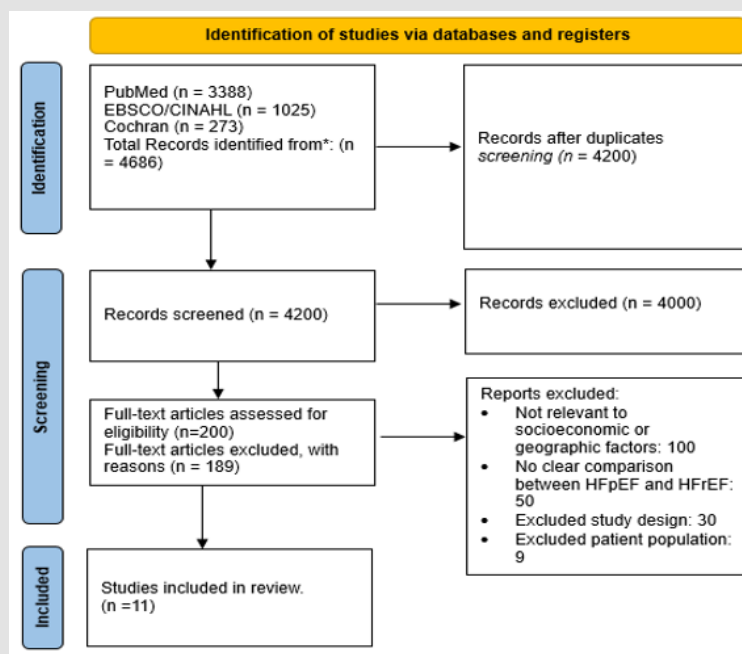 Identification of studies via databases and registers
Identification
PubMed (n = 3388)
EBSCO/CINAHL (n = 1025)
Cochran (n = 273)
Total Records identified from*: (n
= 4686)
Records after duplicates
screening (n = 4200)
Screening
Records screened (n = 4200)
Records excluded (n = 4000)
Full-text articles assessed for
eligibility (n=200)
Full-text articles excluded, with
reasons (n = 189)
Reports excluded:
• Not relevant to
socioeconomic or
geographic factors: 100
• No clear comparison
between HFpEF and HFrEF:
50
• Excluded study design: 30
• Excluded patient population:
9
Included
Studies included in review.
(n =11)